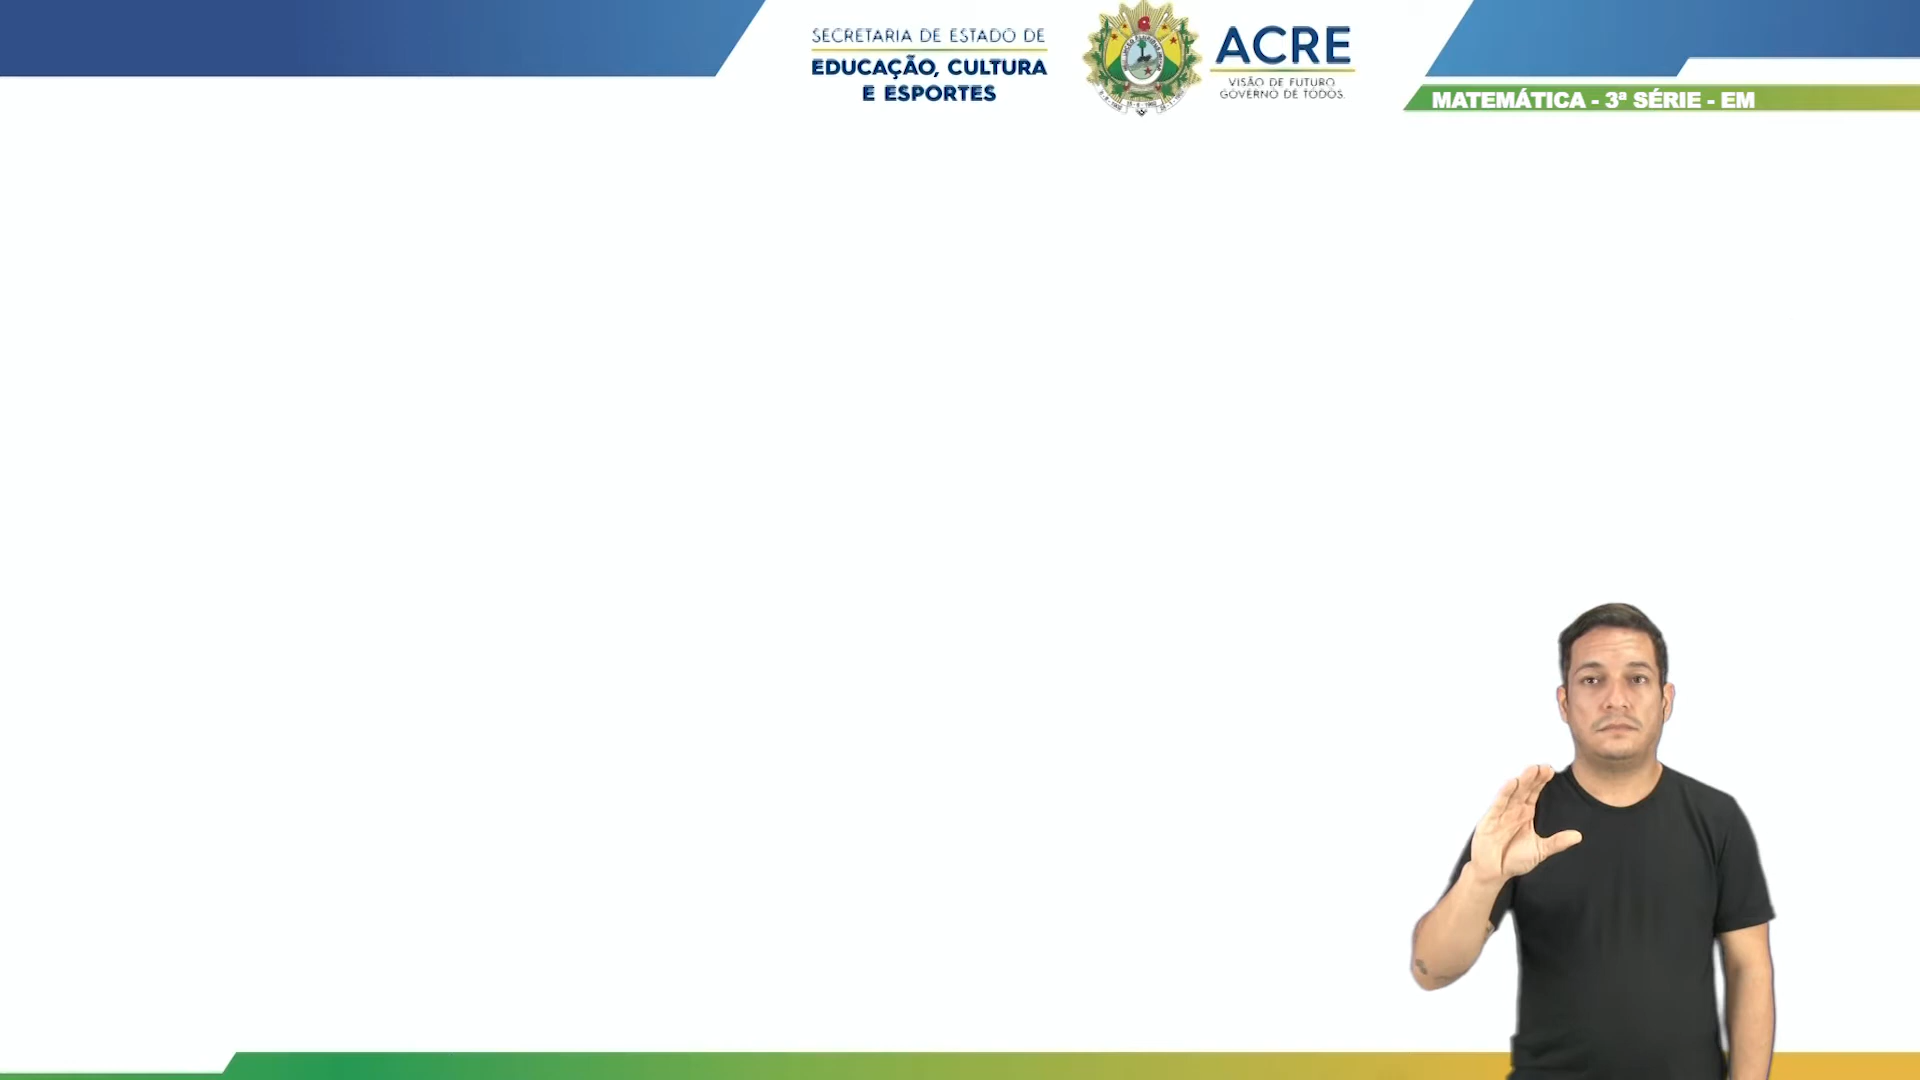 SECRETARIA DE ESTADO DE
EDUCAÇÃO, CULTURA
E ESPORTES
ACRE
VISÃO DE FUTURO
GOVERNO DE TODOS.
MATEMÁTICA - 3ª SÉRIE - EM